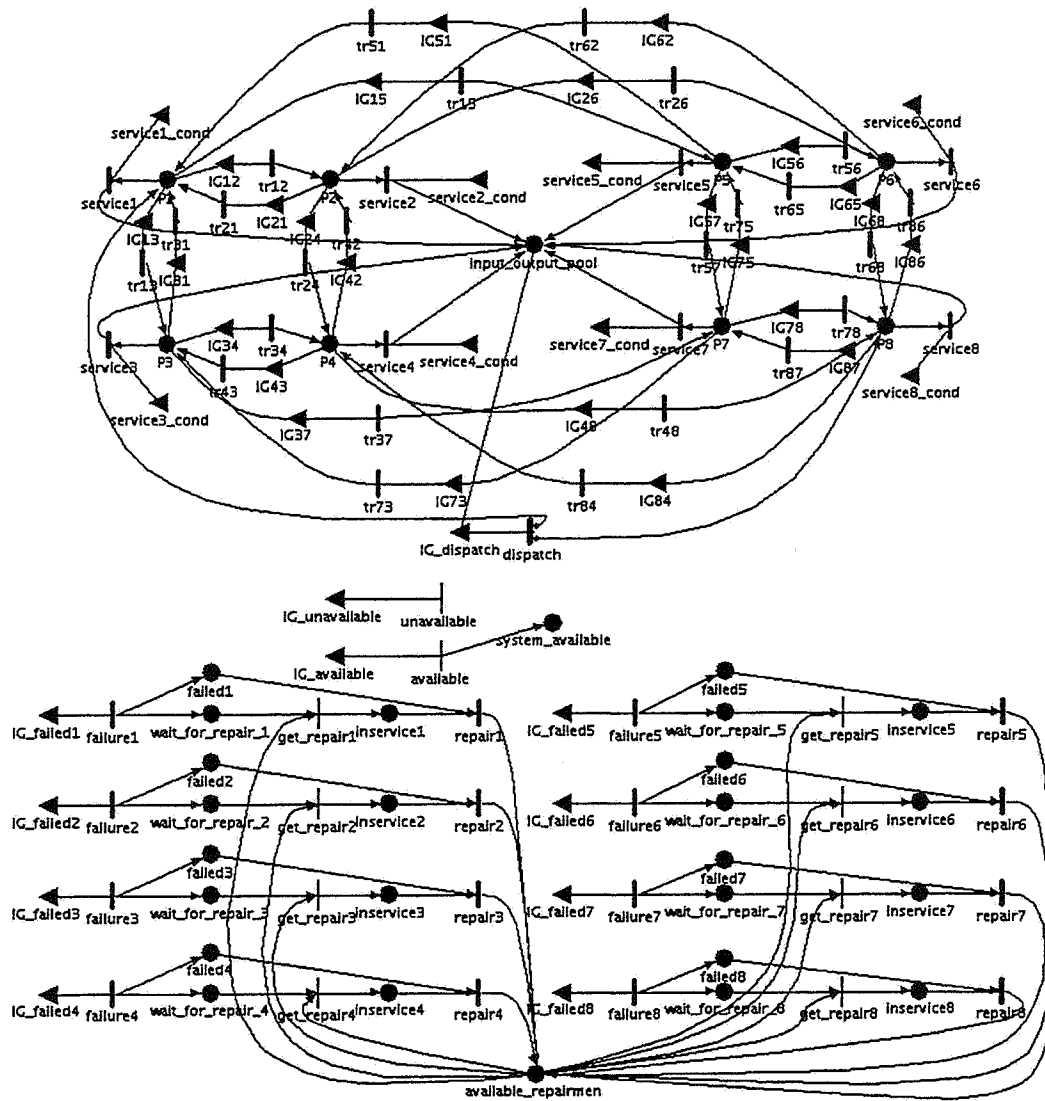 tr51 IG51 tr62 IG62
IG15 tr15 IG26 tr26
service1_cond service6_cond
IG12 tr12 service5_cond service5 P5 IG56 tr56
service1 P1 tr21 IG21 P2 service2 service2_cond tr65 IG65 P6 service6
IG13 tr31 IG24 tr42 IG57 tr75 IG68 tr86
tr13 IG31 tr24 IG42 input_output_pool tr57 IG75 tr68 IG86
service3 P3 IG34 tr34 P4 service4 service4_cond service7_cond service7 P7 IG78 tr78 P8 service8
tr43 IG43 tr87 IG87
service3_cond IG37 tr37 IG48 tr48 service8_cond
tr73 IG73 tr84 IG84
IG_dispatch dispatch
IG_unavailable unavailable
system_available
IG_available available
failed1 failed5
IG_failed1 failure1 wait_for_repair_1 get_repair1 inservice1 repair1 IG_failed5 failure5 wait_for_repair_5 get_repair5 inservice5 repair5
failed2 failed6
IG_failed2 failure2 wait_for_repair_2 get_repair2 inservice2 repair2 IG_failed6 failure6 wait_for_repair_6 get_repair6 inservice6 repair6
failed3 failed7
IG_failed3 failure3 wait_for_repair_3 get_repair3 inservice3 repair3 IG_failed7 failure7 wait_for_repair_7 get_repair7 inservice7 repair7
failed4 failed8
IG_failed4 failure4 wait_for_repair_4 get_repair4 inservice4 repair4 IG_failed8 failure8 wait_for_repair_8 get_repair8 inservice8 repair8
available_repairmen